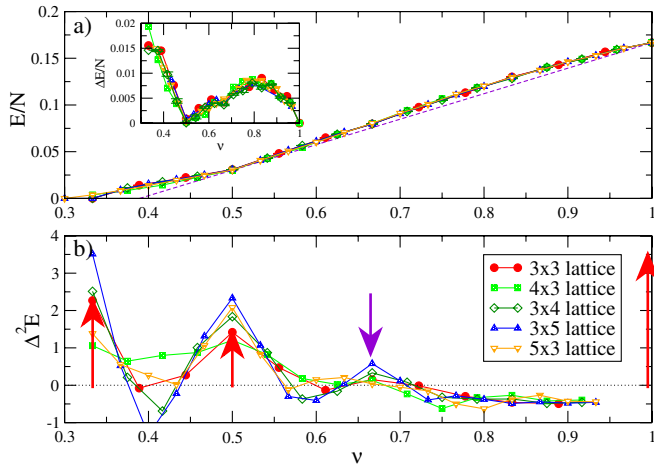 a)
E/N
0.2
0.15
0.1
0.05
0
0.3 0.4 0.5 0.6 0.7 0.8 0.9 1
ΔE/N
0.02
0.015
0.01
0.005
0
0.4 0.6 0.8 1
ν
b)
Δ²E
4
3
2
1
0
-1
0.3 0.4 0.5 0.6 0.7 0.8 0.9 1
ν
3x3 lattice
4x3 lattice
3x4 lattice
3x5 lattice
5x3 lattice